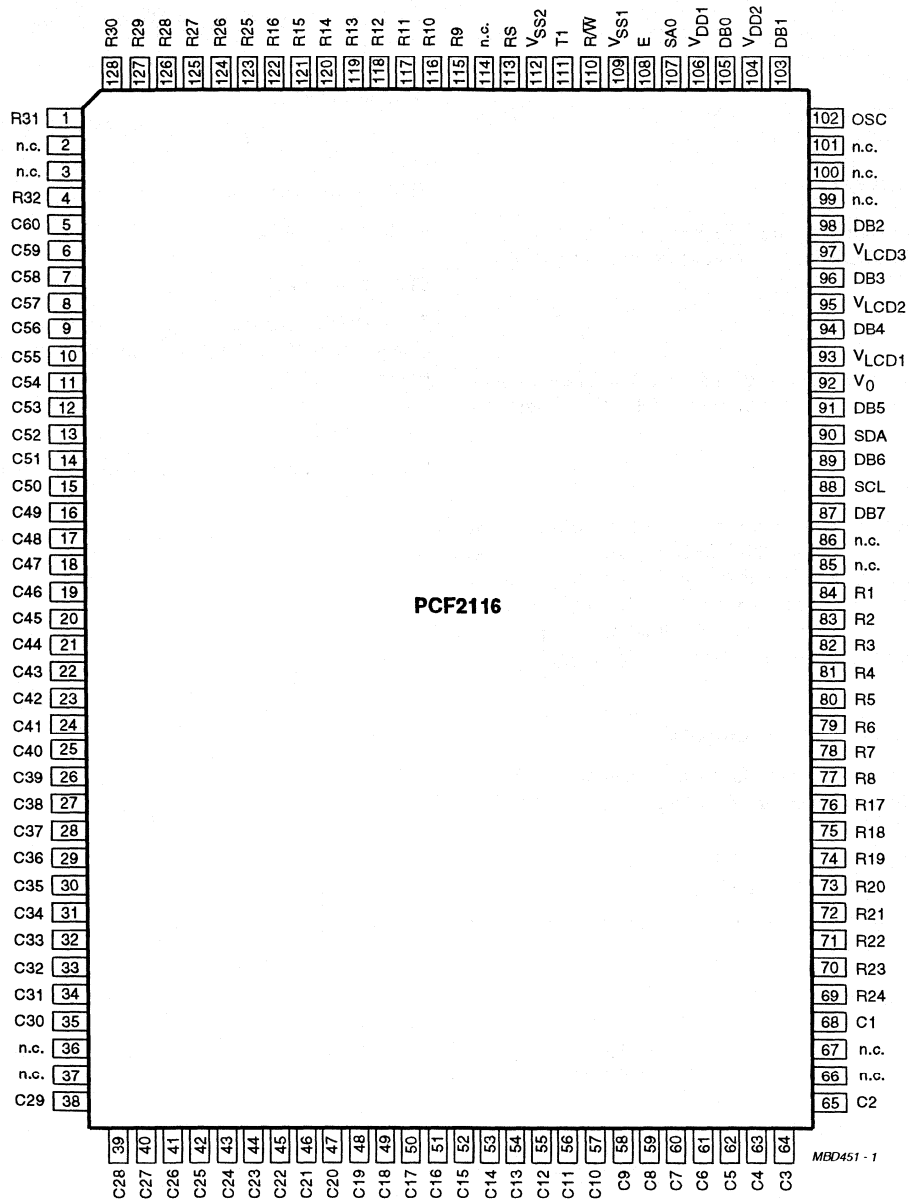 R30 R29 R28 R27 R26 R25 R16 R15 R14 R13 R12 R11 R10 R9 n.c. RS VSS2 T1 R/W VSS1 E SA0 VDD1 DB0 VDD2 DB1
128 127 126 125 124 123 122 121 120 119 118 117 116 115 114 113 112 111 110 109 108 107 106 105 104 103
R31 1 102 OSC
n.c. 2 101 n.c.
n.c. 3 100 n.c.
R32 4 99 n.c.
C60 5 98 DB2
C59 6 97 VLCD3
C58 7 96 DB3
C57 8 95 VLCD2
C56 9 94 DB4
C55 10 93 VLCD1
C54 11 92 V0
C53 12 91 DB5
C52 13 90 SDA
C51 14 89 DB6
C50 15 88 SCL
C49 16 87 DB7
C48 17 86 n.c.
C47 18 85 n.c.
C46 19 84 R1
PCF2116
C45 20 83 R2
C44 21 82 R3
C43 22 81 R4
C42 23 80 R5
C41 24 79 R6
C40 25 78 R7
C39 26 77 R8
C38 27 76 R17
C37 28 75 R18
C36 29 74 R19
C35 30 73 R20
C34 31 72 R21
C33 32 71 R22
C32 33 70 R23
C31 34 69 R24
C30 35 68 C1
n.c. 36 67 n.c.
n.c. 37 66 n.c.
C29 38 65 C2
39 40 41 42 43 44 45 46 47 48 49 50 51 52 53 54 55 56 57 58 59 60 61 62 63 64
C28 C27 C26 C25 C24 C23 C22 C21 C20 C19 C18 C17 C16 C15 C14 C13 C12 C11 C10 C9 C8 C7 C6 C5 C4 C3
MBD451 - 1